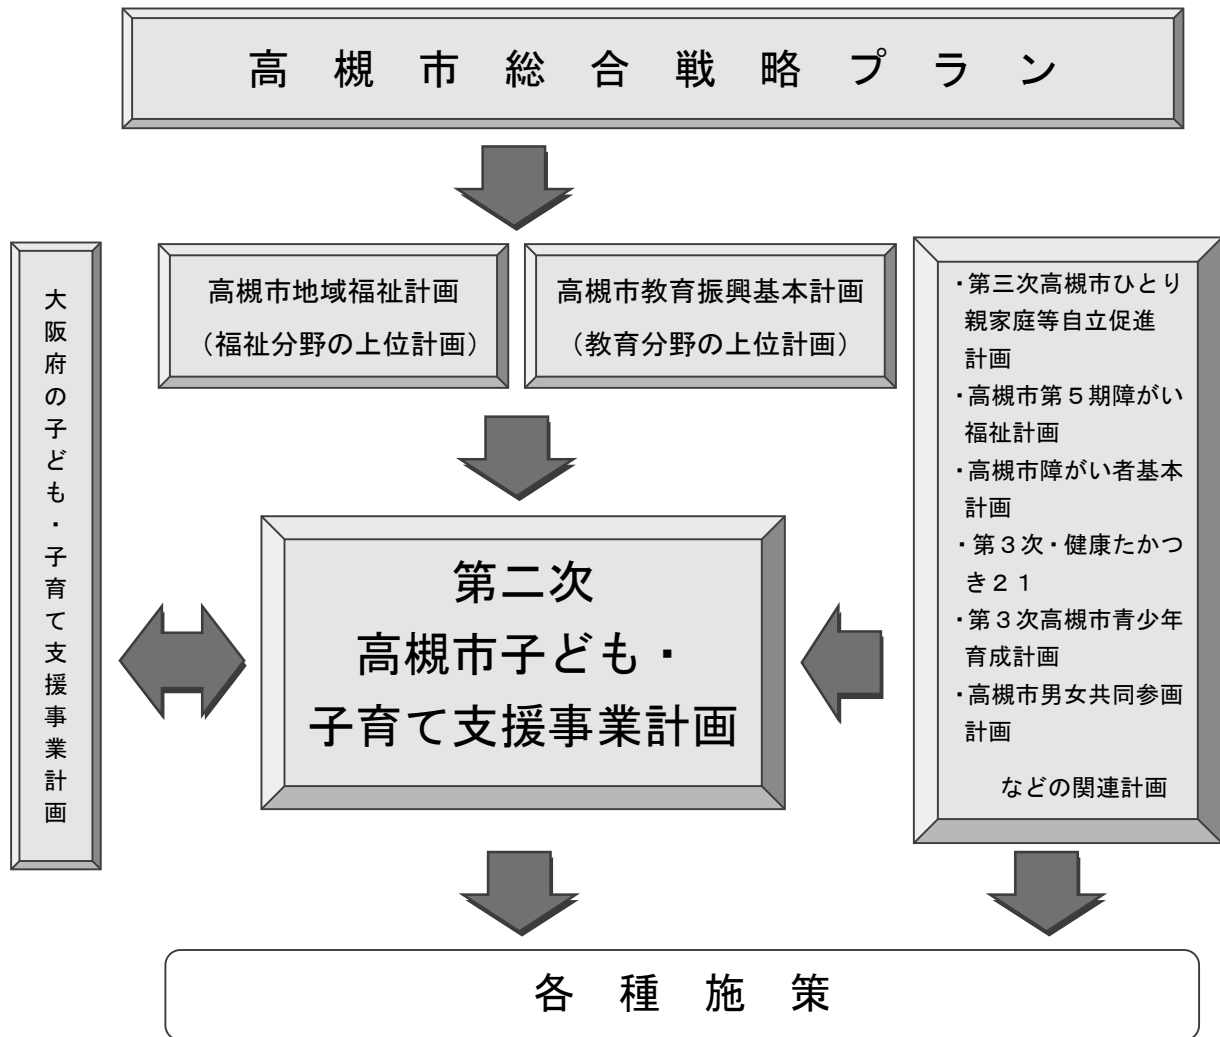 高槻市総合戦略プラン
高槻市地域福祉計画
（福祉分野の上位計画）
高槻市教育振興基本計画
（教育分野の上位計画）
大阪府の子ども・子育て支援事業計画
第二次
高槻市子ども・
子育て支援事業計画
・第三次高槻市ひとり
親家庭等自立促進
計画
・高槻市第５期障がい
福祉計画
・高槻市障がい者基本
計画
・第３次・健康たかつ
き２１
・第３次高槻市青少年
育成計画
・高槻市男女共同参画
計画
などの関連計画
各種施策